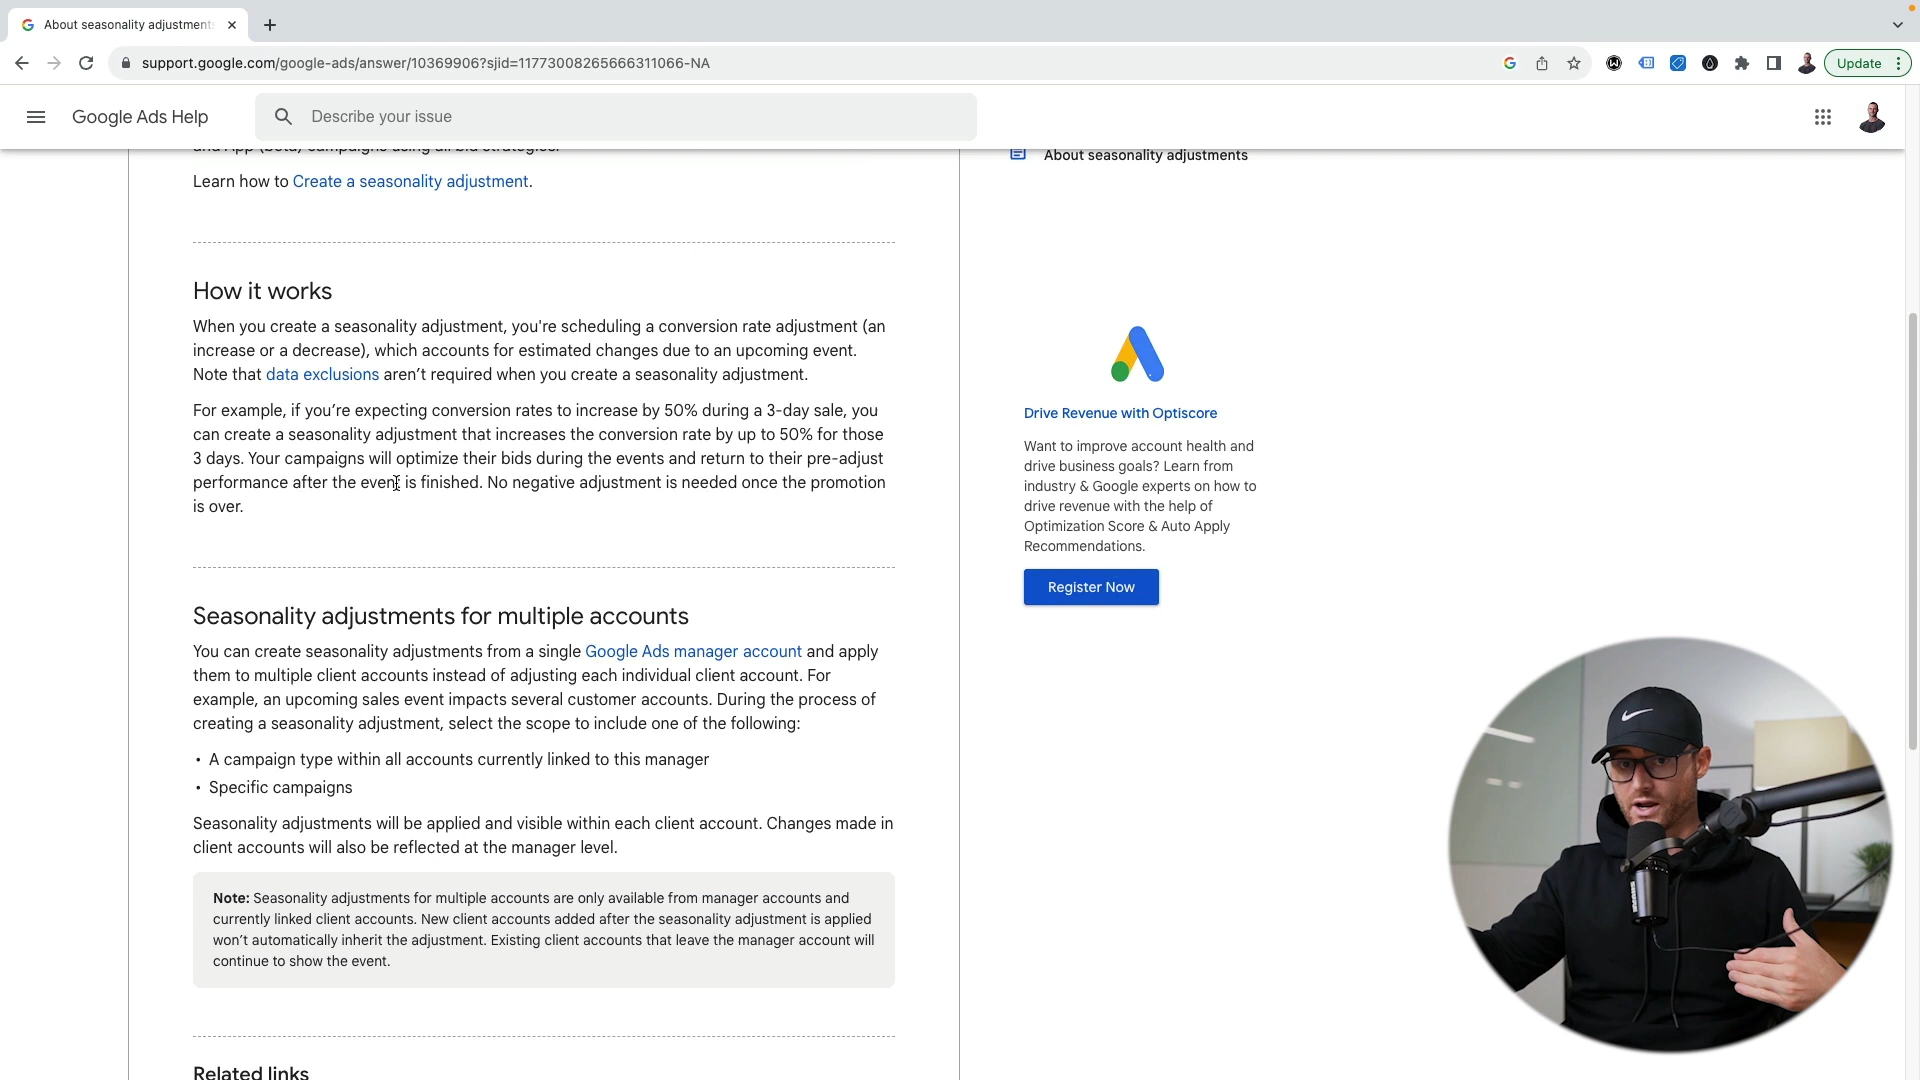 About seasonality adjustments
support.google.com/google-ads/answer/10369906?sjid=11773008265666311066-NA
Update
Google Ads Help
Describe your issue
and App (beta) campaigns using all bid strategies.
About seasonality adjustments
Learn how to Create a seasonality adjustment.
How it works
When you create a seasonality adjustment, you're scheduling a conversion rate adjustment (an
increase or a decrease), which accounts for estimated changes due to an upcoming event.
Note that data exclusions aren’t required when you create a seasonality adjustment.
For example, if you’re expecting conversion rates to increase by 50% during a 3-day sale, you
can create a seasonality adjustment that increases the conversion rate by up to 50% for those
3 days. Your campaigns will optimize their bids during the events and return to their pre-adjust
performance after the event is finished. No negative adjustment is needed once the promotion
is over.
Seasonality adjustments for multiple accounts
You can create seasonality adjustments from a single Google Ads manager account and apply
them to multiple client accounts instead of adjusting each individual client account. For
example, an upcoming sales event impacts several customer accounts. During the process of
creating a seasonality adjustment, select the scope to include one of the following:
• A campaign type within all accounts currently linked to this manager
• Specific campaigns
Seasonality adjustments will be applied and visible within each client account. Changes made in
client accounts will also be reflected at the manager level.
Note: Seasonality adjustments for multiple accounts are only available from manager accounts and
currently linked client accounts. New client accounts added after the seasonality adjustment is applied
won’t automatically inherit the adjustment. Existing client accounts that leave the manager account will
continue to show the event.
Related links
Drive Revenue with Optiscore
Want to improve account health and
drive business goals? Learn from
industry & Google experts on how to
drive revenue with the help of
Optimization Score & Auto Apply
Recommendations.
Register Now